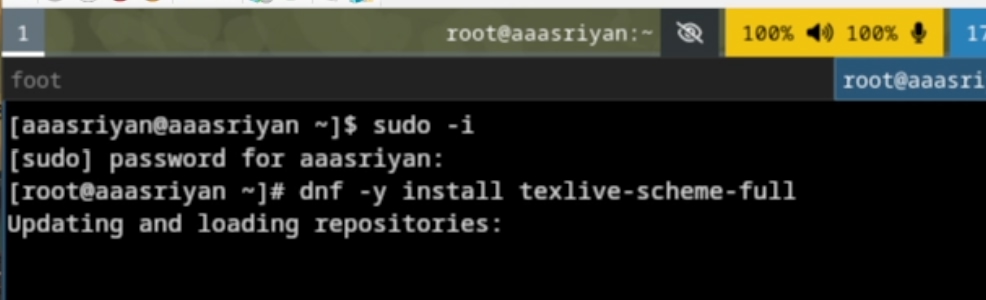 1 root@aaasriyan:~ 100% 100% 17
foot root@aaasri
[aaasriyan@aaasriyan ~]$ sudo -i
[sudo] password for aaasriyan:
[root@aaasriyan ~]# dnf -y install texlive-scheme-full
Updating and loading repositories: